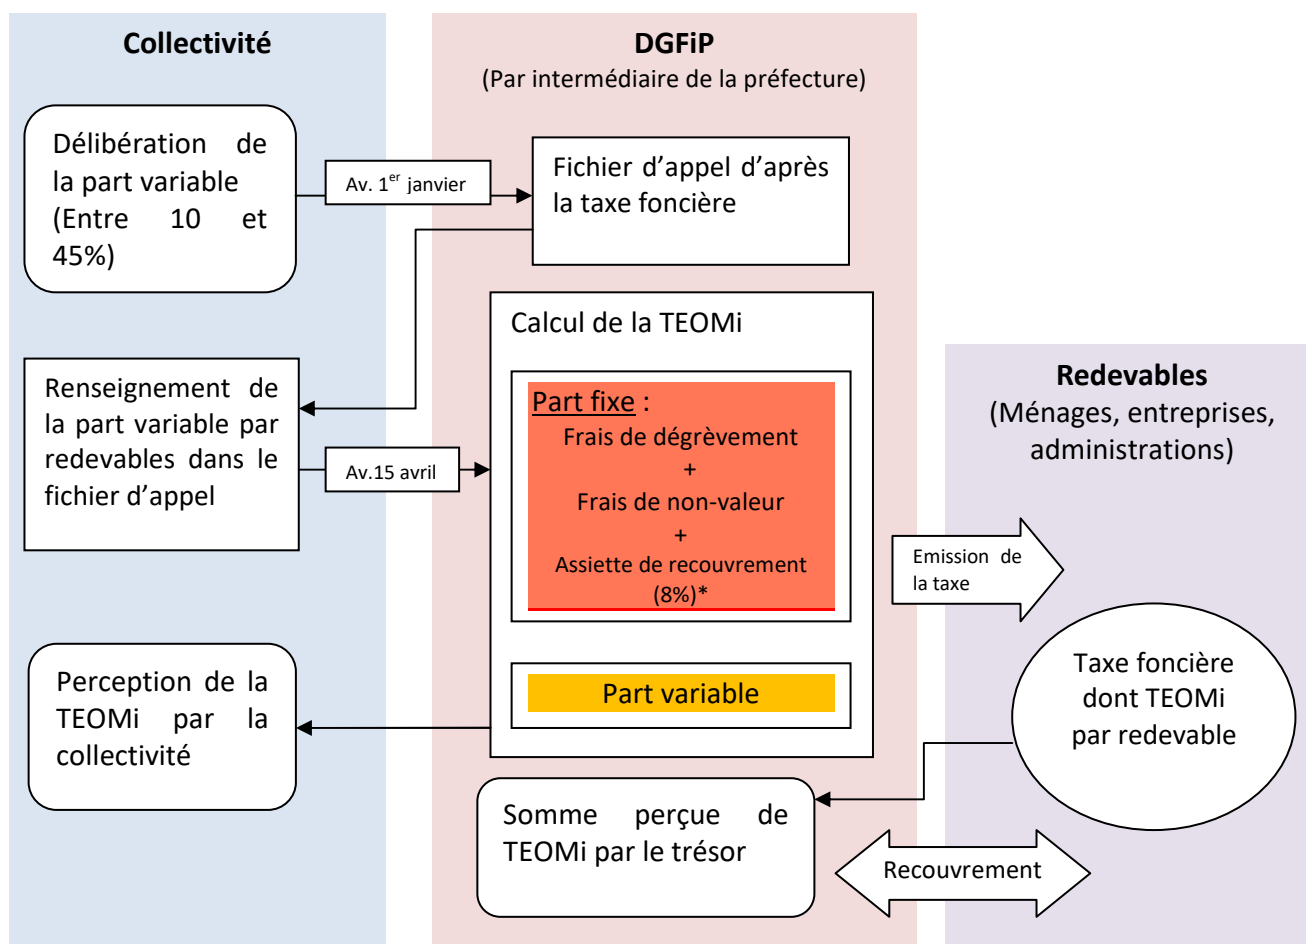 Collectivité
DGFiP
(Par intermédiaire de la préfecture)
Délibération de
la part variable
(Entre 10 et
45%)
Av. 1er janvier
Fichier d'appel d'après
la taxe foncière
Calcul de la TEOMi
Renseignement de
la part variable par
redevables dans le
fichier d'appel
Av.15 avril
Part fixe :
Frais de dégrèvement
+
Frais de non-valeur
+
Assiette de recouvrement
(8%)*
Part variable
Redevables
(Ménages, entreprises,
administrations)
Emission de
la taxe
Taxe foncière
dont TEOMi
par redevable
Perception de la
TEOMi par la
collectivité
Somme perçue de
TEOMi par le trésor
Recouvrement